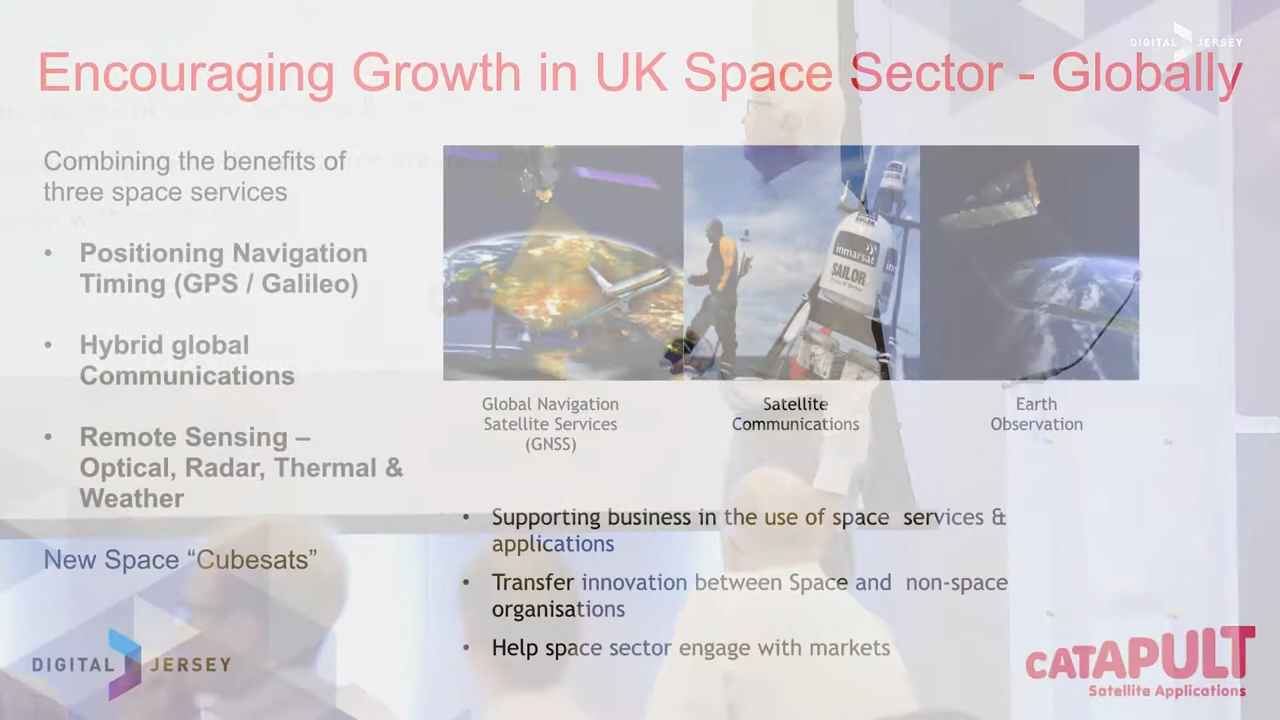 DIGITAL JERSEY
Encouraging Growth in UK Space Sector - Globally
Combining the benefits of
three space services
• Positioning Navigation
Timing (GPS / Galileo)
• Hybrid global
Communications
• Remote Sensing –
Optical, Radar, Thermal &
Weather
New Space “Cubesats”
inmarsat
SAILOR
SAILOR
Global Navigation
Satellite Services
(GNSS)
Satellite
Communications
Earth
Observation
• Supporting business in the use of space services &
applications
• Transfer innovation between Space and non-space
organisations
• Help space sector engage with markets
DIGITAL JERSEY
CATAPULT
Satellite Applications